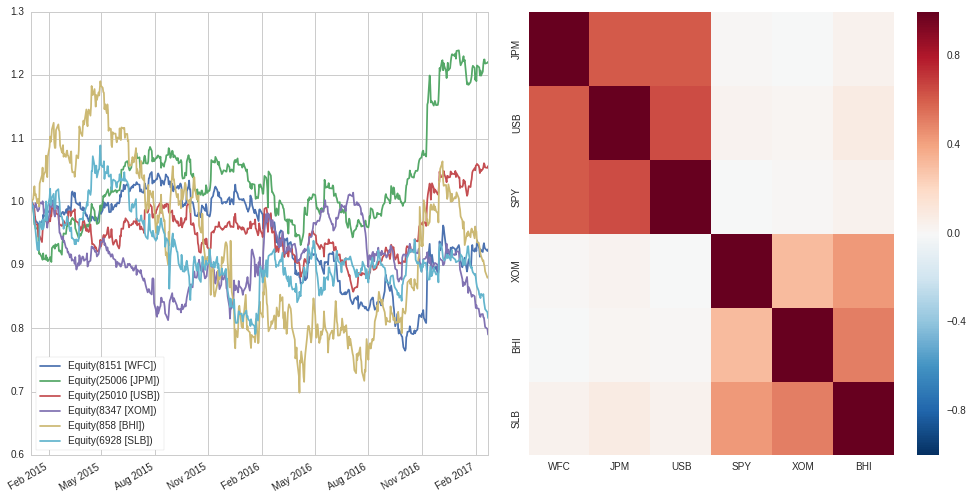 1.3
1.2
1.1
1.0
0.9
0.8
0.7
0.6
Equity(8151 [WFC])
Equity(25006 [JPM])
Equity(25010 [USB])
Equity(8347 [XOM])
Equity(858 [BHI])
Equity(6928 [SLB])
Feb 2015
May 2015
Aug 2015
Nov 2015
Feb 2016
May 2016
Aug 2016
Nov 2016
Feb 2017
JPM
USB
SPY
XOM
BHI
SLB
WFC
JPM
USB
SPY
XOM
BHI
0.8
0.4
0.0
−0.4
−0.8